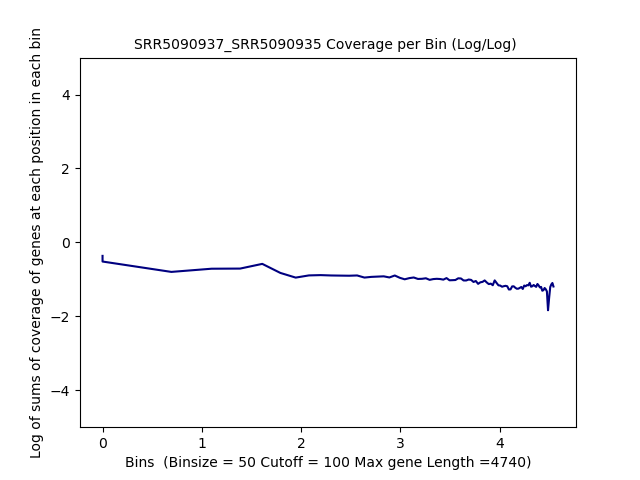 SRR5090937_SRR5090935 Coverage per Bin (Log/Log)
Log of sums of coverage of genes at each position in each bin
4
2
0
−2
−4
0 1 2 3 4
Bins  (Binsize = 50 Cutoff = 100 Max gene Length =4740)